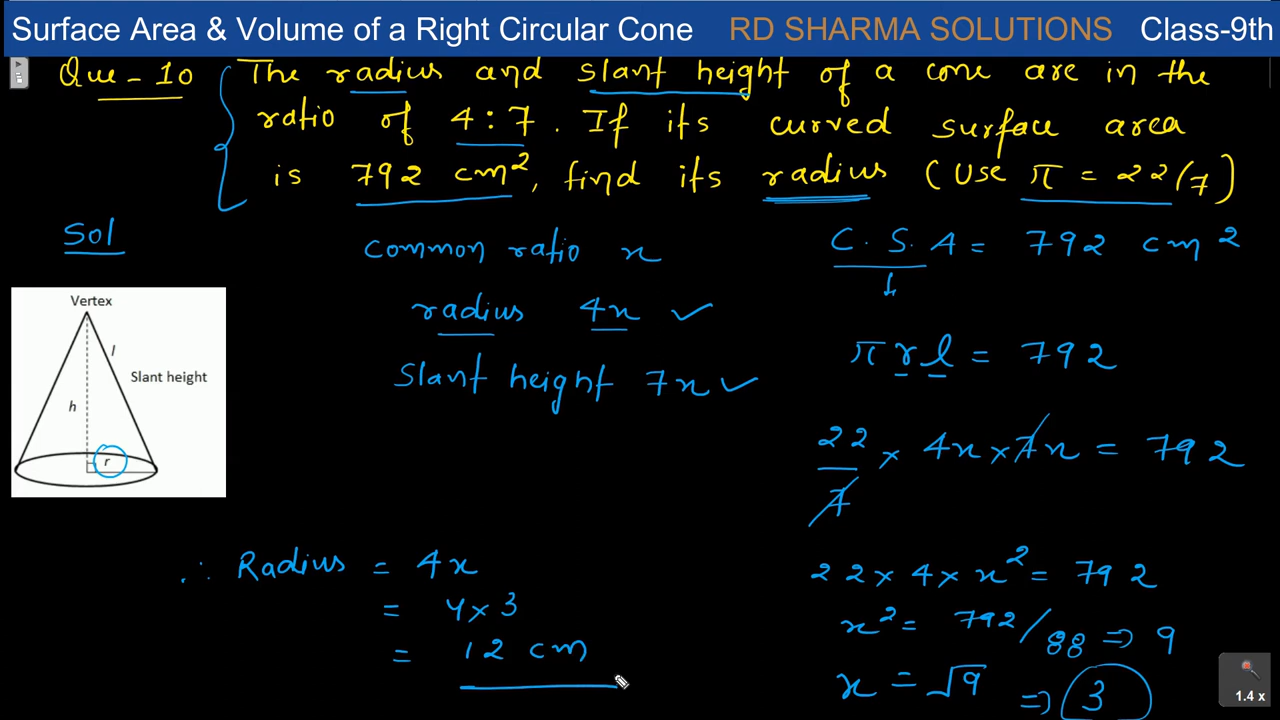 Surface Area & Volume of a Right Circular Cone RD SHARMA SOLUTIONS Class-9th
Que - 10 The radius and slant height of a cone are in the
ratio of 4 : 7 . If its curved surface area
is 792 cm², find its radius (Use π = 22/7)
Sol
Common ratio x
radius 4x ✓
Slant height 7x ✓
Vertex
l
Slant height
h
r
C. S. A = 792 cm²
↓
π r l = 792
22/7 × 4x × 7x = 792
22 × 4 × x² = 792
x² = 792/88 ⇒ 9
x = √9 ⇒ 3
∴ Radius = 4x
= 4 × 3
= 12 cm
1.4 x